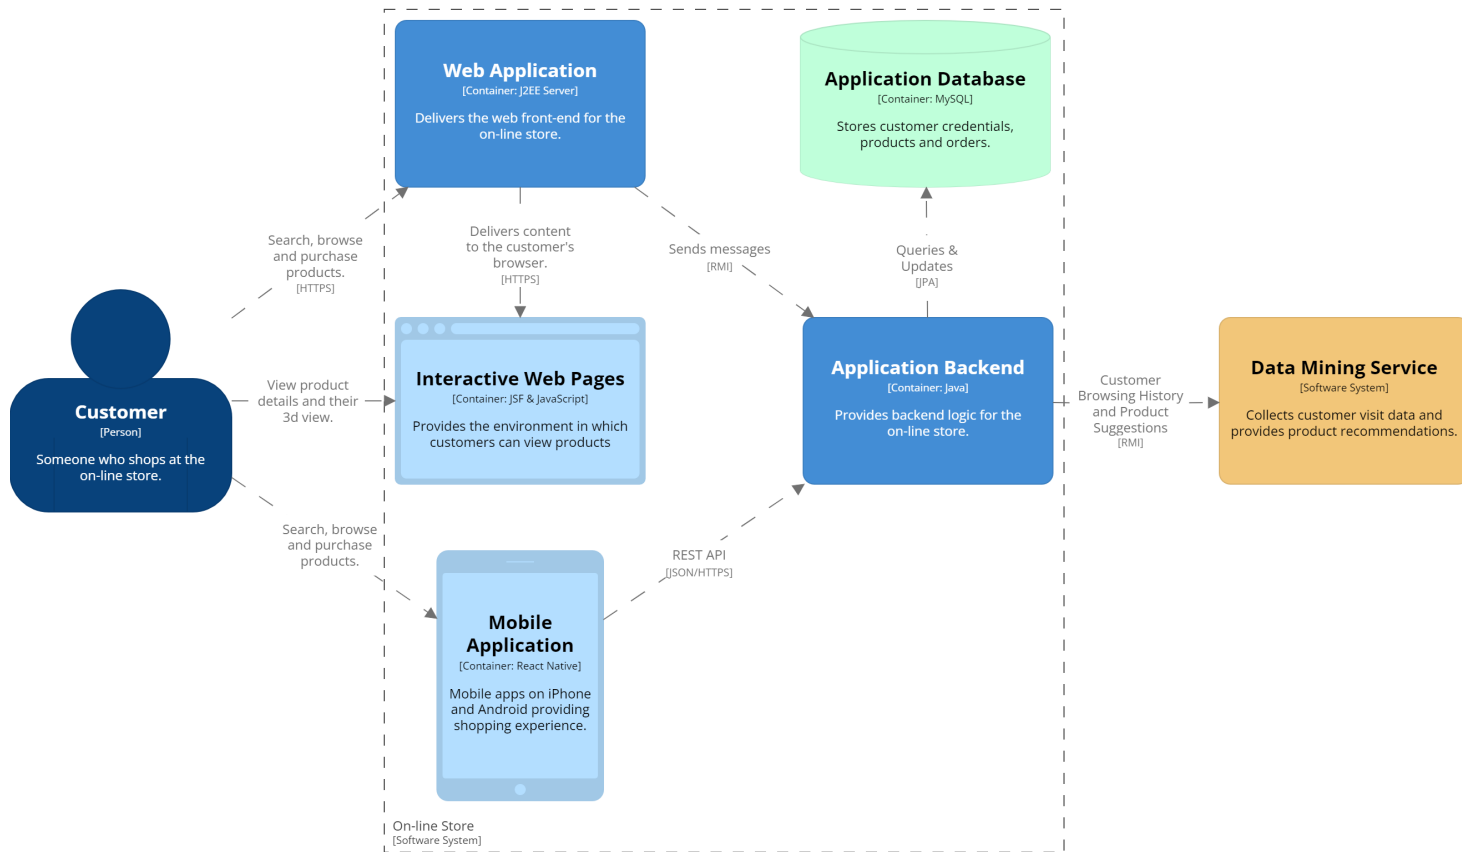 Web Application
[Container: J2EE Server]
Delivers the web front-end for the
on-line store.
Application Database
[Container: MySQL]
Stores customer credentials,
products and orders.
Search, browse
and purchase
products.
[HTTPS]
Delivers content
to the customer's
browser.
[HTTPS]
Sends messages
[RMI]
Queries &
Updates
[JPA]
Customer
[Person]
Someone who shops at the
on-line store.
View product
details and their
3d view.
Interactive Web Pages
[Container: JSF & JavaScript]
Provides the environment in which
customers can view products
Application Backend
[Container: Java]
Provides backend logic for the
on-line store.
Customer
Browsing History
and Product
Suggestions
[RMI]
Data Mining Service
[Software System]
Collects customer visit data and
provides product recommendations.
Search, browse
and purchase
products.
Mobile
Application
[Container: React Native]
Mobile apps on iPhone
and Android providing
shopping experience.
REST API
[JSON/HTTPS]
On-line Store
[Software System]